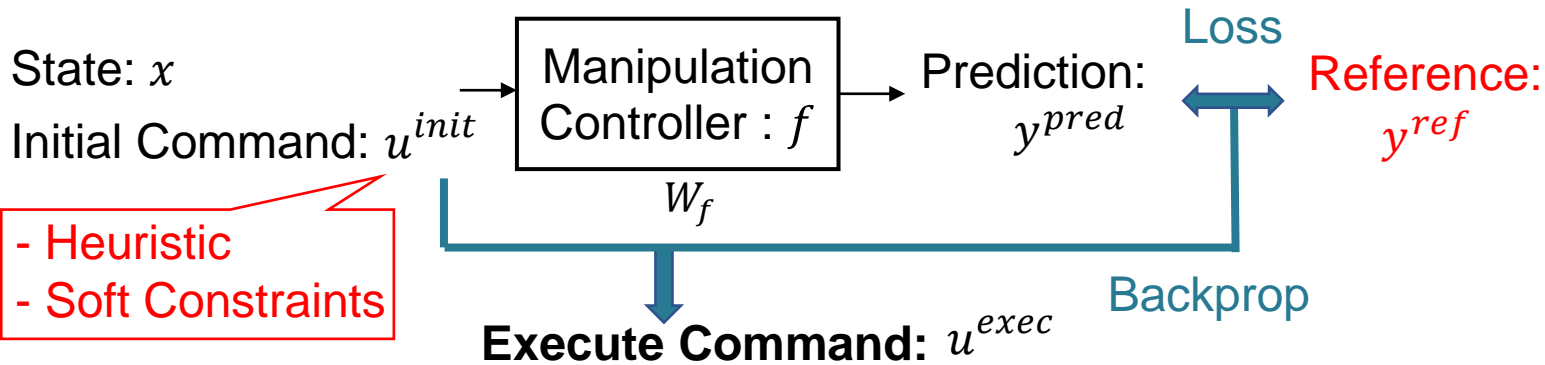 State: x
Initial Command: u^{init}
- Heuristic
- Soft Constraints
Manipulation
Controller : f
W_f
Prediction:
y^{pred}
Loss
Reference:
y^{ref}
Backprop
Execute Command: u^{exec}